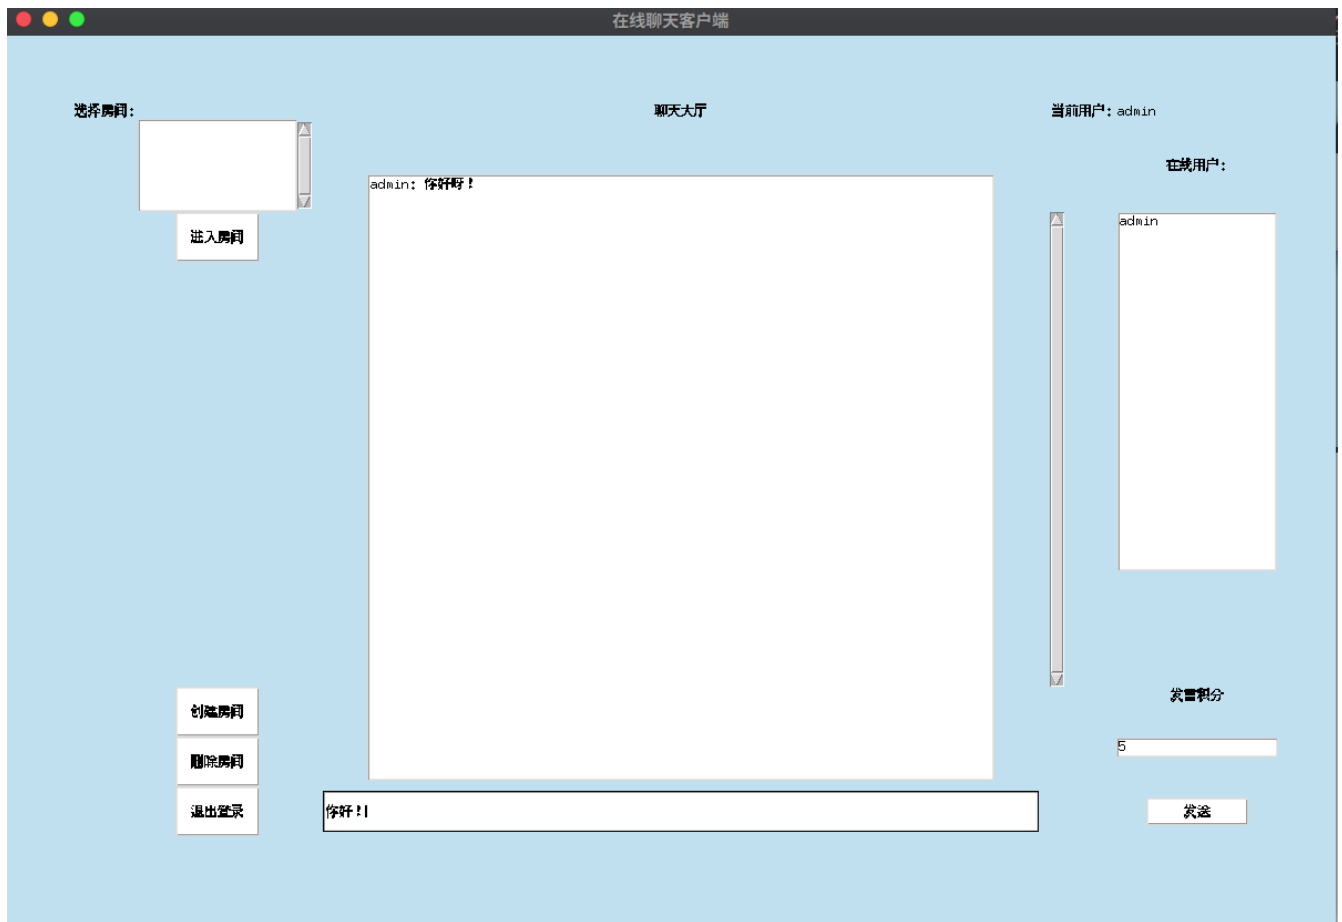 在线聊天客户端
选择房间：
聊天大厅
当前用户：admin
在线用户：
admin：你好呀！
admin
进入房间
创建房间
删除房间
退出登录
发言积分
5
你好！
发送